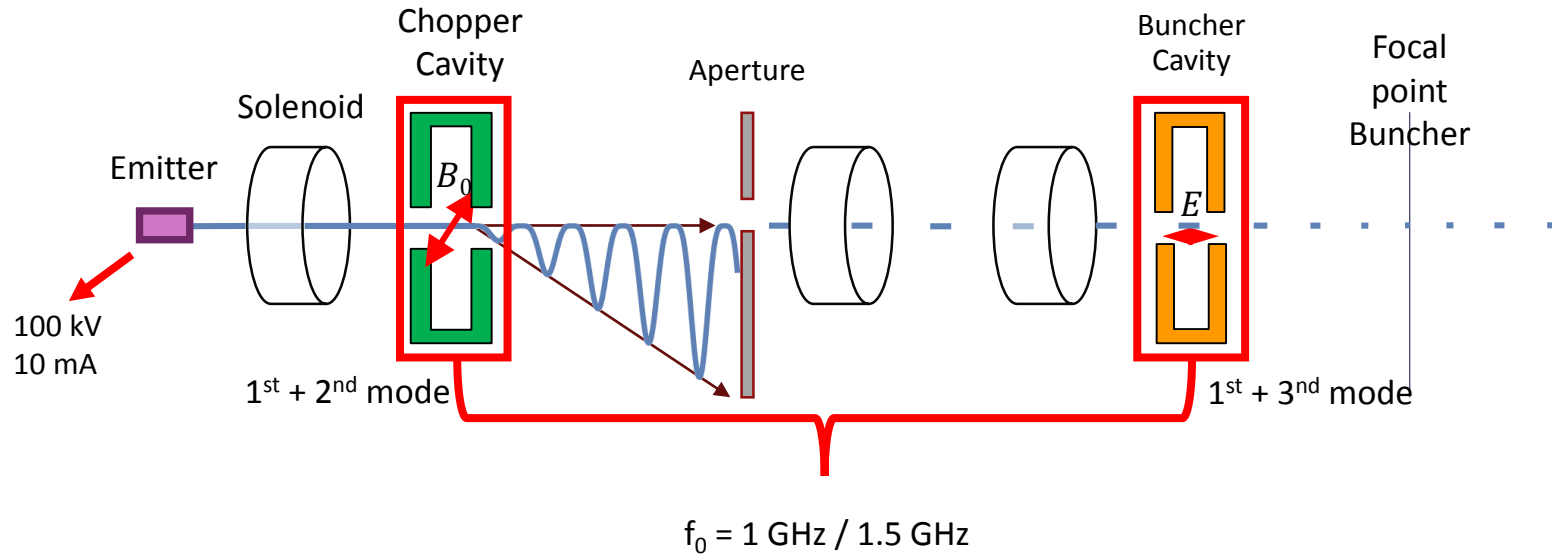 Chopper
Cavity
Buncher
Cavity
Focal
point
Buncher
Aperture
Solenoid
Emitter
B₀
E
100 kV
10 mA
1st + 2nd mode
1st + 3nd mode
f₀ = 1 GHz / 1.5 GHz